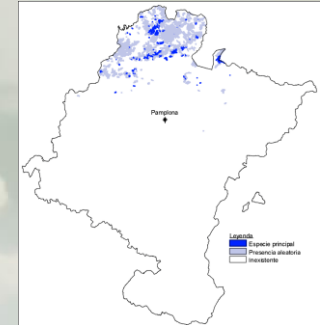 Pamplona
Leyenda
Especie principal
Presencia aleatoria
Inexistente